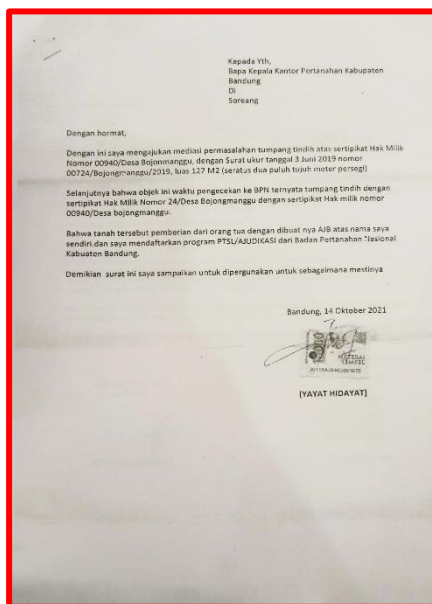 Kepada Yth,
Bapa Kepala Kantor Pertanahan Kabupaten
Bandung
Di
Soreang
Dengan hormat,
Dengan ini saya mengajukan mediasi permasalahan tumpang tindih atas sertipikat Hak Milik
Nomor 00940/Desa Bojonmanggu, dengan Surat ukur tanggal 3 Juni 2019 nomor
00724/Bojongmanggu/2019, luas 127 M2 (seratus dua puluh tujuh meter persegi)
Selanjutnya bahwa objek ini waktu pengecekan ke BPN ternyata tumpang tindih dengan
sertipikat Hak Milik Nomor 24/Desa Bojongmanggu dengan sertipikat Hak milik nomor
00940/Desa bojongmanggu.
Bahwa tanah tersebut pemberian dari orang tua dengan dibuat nya AJB atas nama saya
sendiri dan saya mendaftarkan program PTSL/AJUDIKASI dari Badan Pertanahan Nasional
Kabuaten Bandung.
Demikian surat ini saya sampaikan untuk dipergunakan untuk sebagaimana mestinya
Bandung, 14 Oktober 2021
METERAI
TEMPEL
(YAYAT HIDAYAT)